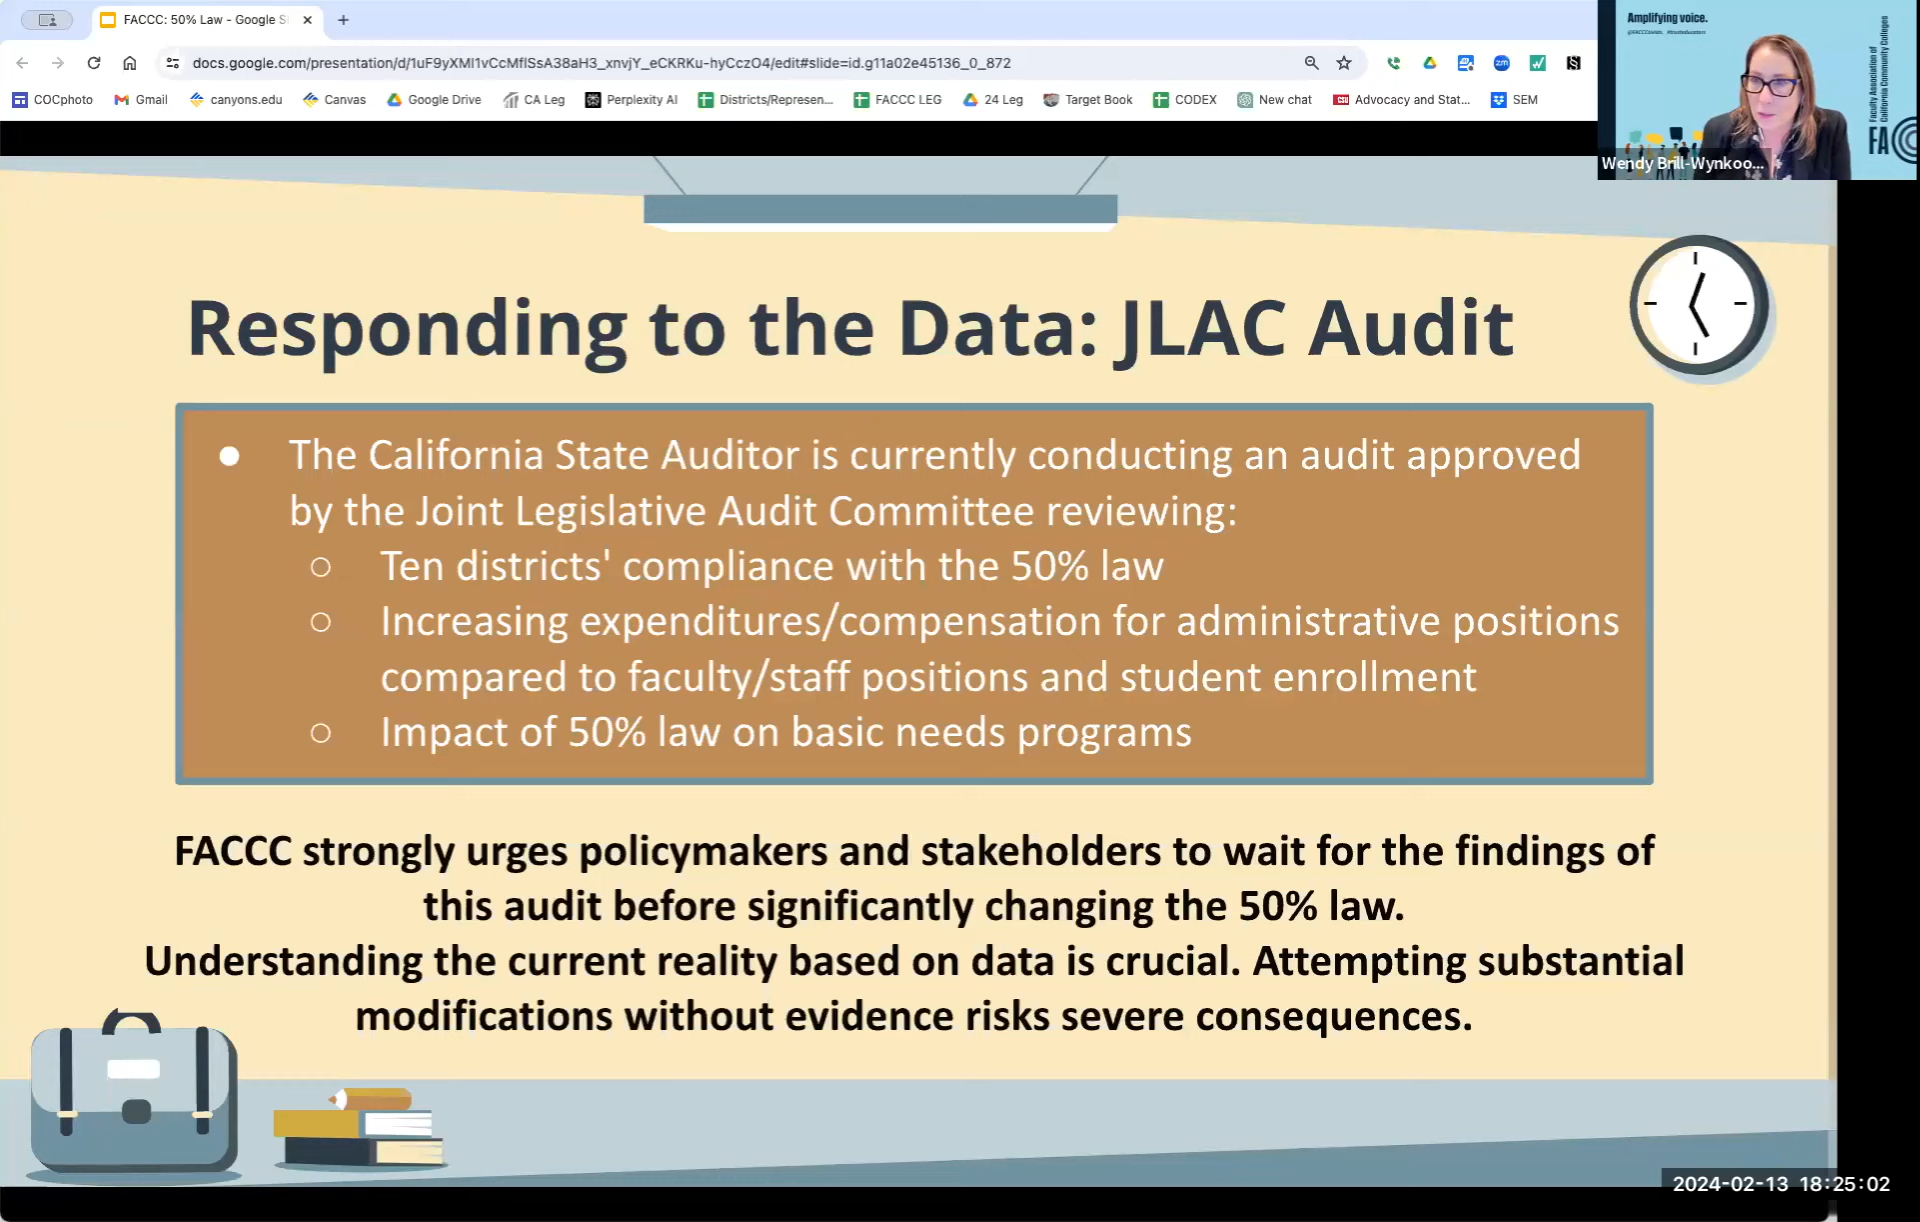 FACCC: 50% Law - Google S
docs.google.com/presentation/d/1uF9yXMl1vCcMflSsA38aH3_xnvjY_eCKRKu-hyCczO4/edit#slide=id.g11a02e45136_0_872
COCphoto Gmail canyons.edu Canvas Google Drive CA Leg Perplexity AI Districts/Represen... FACCC LEG 24 Leg Target Book CODEX New chat Advocacy and Stat... SEM
Amplifying voice.
Faculty Association of
California Community Colleges
FAC
Wendy Brill-Wynkoo...
Responding to the Data: JLAC Audit
● The California State Auditor is currently conducting an audit approved
by the Joint Legislative Audit Committee reviewing:
○ Ten districts' compliance with the 50% law
○ Increasing expenditures/compensation for administrative positions
compared to faculty/staff positions and student enrollment
○ Impact of 50% law on basic needs programs
FACCC strongly urges policymakers and stakeholders to wait for the findings of
this audit before significantly changing the 50% law.
Understanding the current reality based on data is crucial. Attempting substantial
modifications without evidence risks severe consequences.
2024-02-13 18:25:02